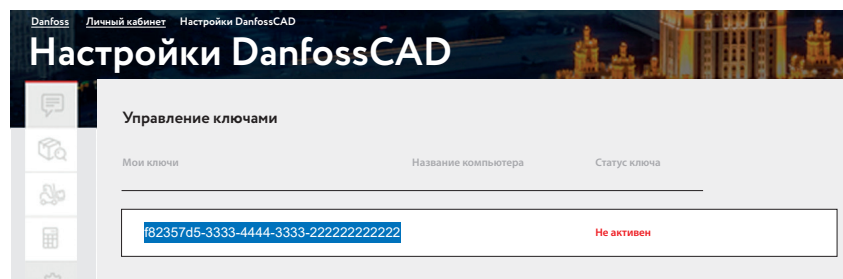 Danfoss Личный кабинет Настройки DanfossCAD
Настройки DanfossCAD
Управление ключами
Мои ключи Название компьютера Статус ключа
f82357d5-3333-4444-3333-222222222222 Не активен